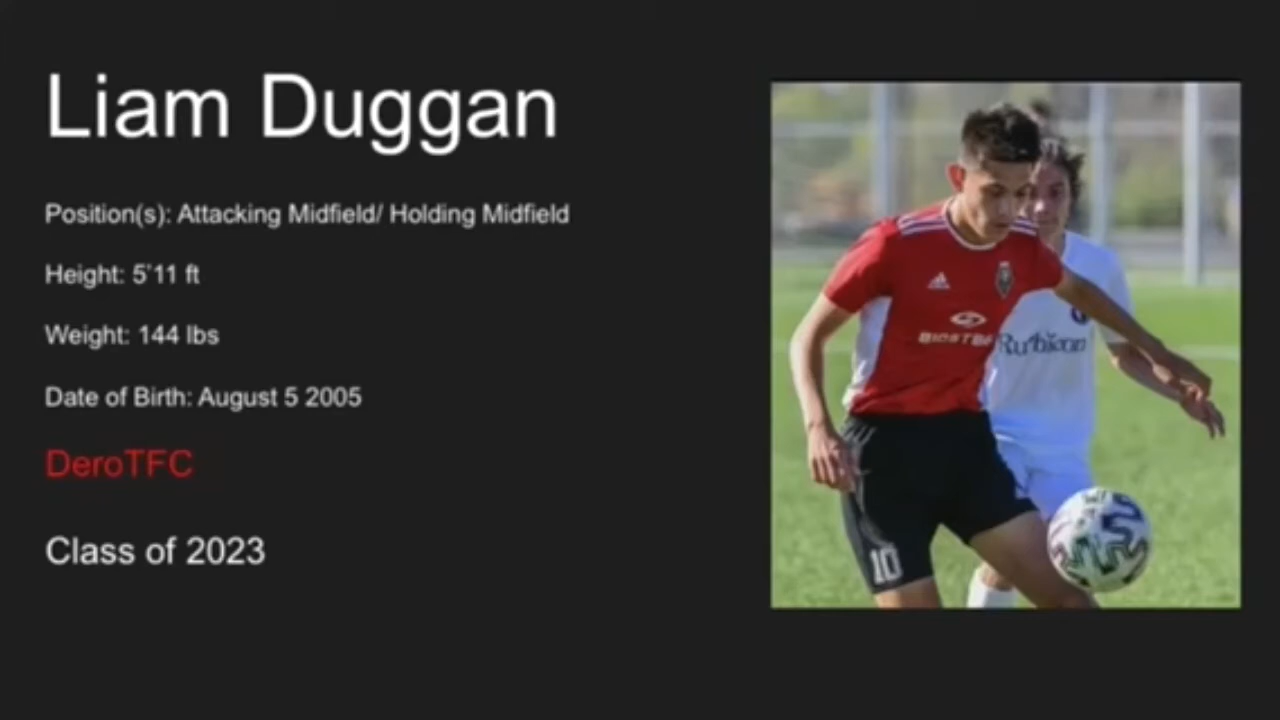 Liam Duggan
Position(s): Attacking Midfield/ Holding Midfield
Height: 5'11 ft
Weight: 144 lbs
Date of Birth: August 5 2005
DeroTFC
Class of 2023
Rubicon
10